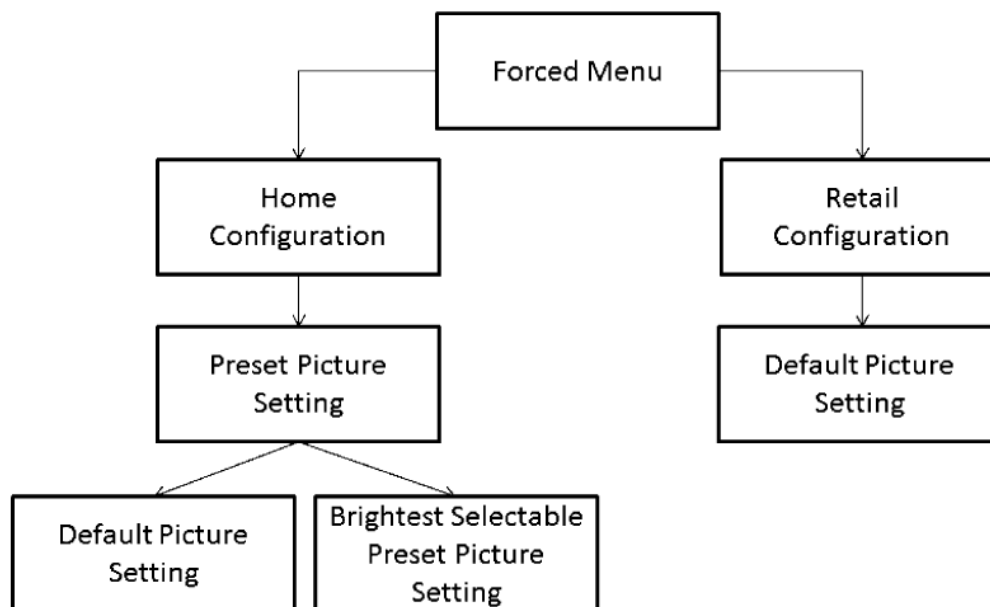 Forced Menu
Home
Configuration
Retail
Configuration
Preset Picture
Setting
Default Picture
Setting
Default Picture
Setting
Brightest Selectable
Preset Picture
Setting